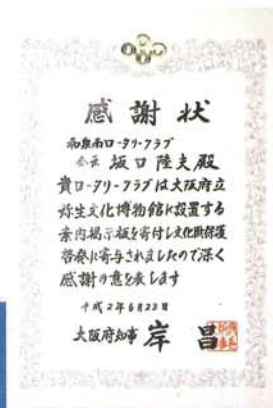 感謝状
和泉南ロータリークラブ
会長 坂口陸夫殿
貴ロータリークラブは大阪府立
弥生文化博物館に設置する
案内掲示板を寄付し文化財保護
啓発に寄与されましたので深く
感謝の意を表します
平成2年6月23日
大阪府知事 岸昌